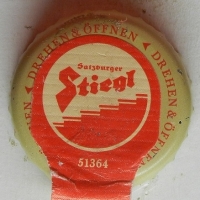 ◄ DREHEN & ÖFFNEN ◄
DREHEN & ÖFFNEN
Salzburger
Stiegl
51364